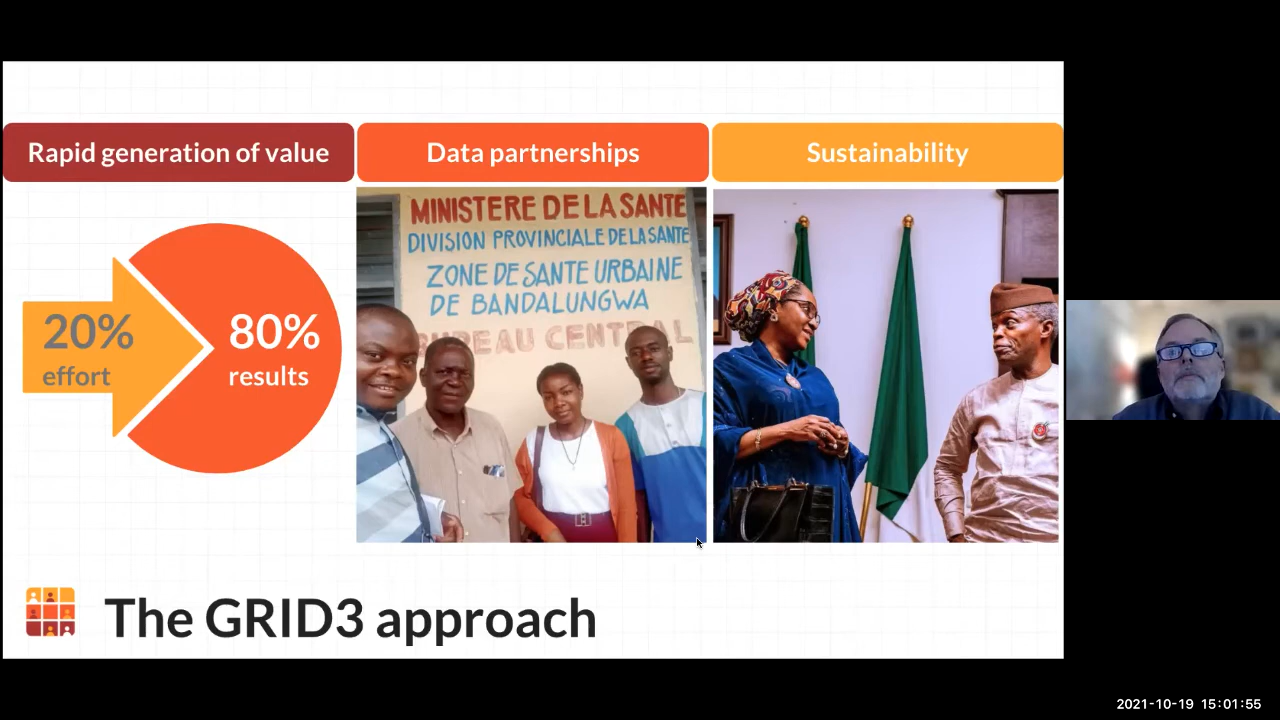 Rapid generation of value
Data partnerships
Sustainability
20%
effort
80%
results
MINISTERE DE LA SANTE
DIVISION PROVINCIALE DE LA SANTE
ZONE DE SANTE URBAINE
DE BANDALUNGWA
BUREAU CENTRAL
The GRID3 approach
2021-10-19 15:01:55